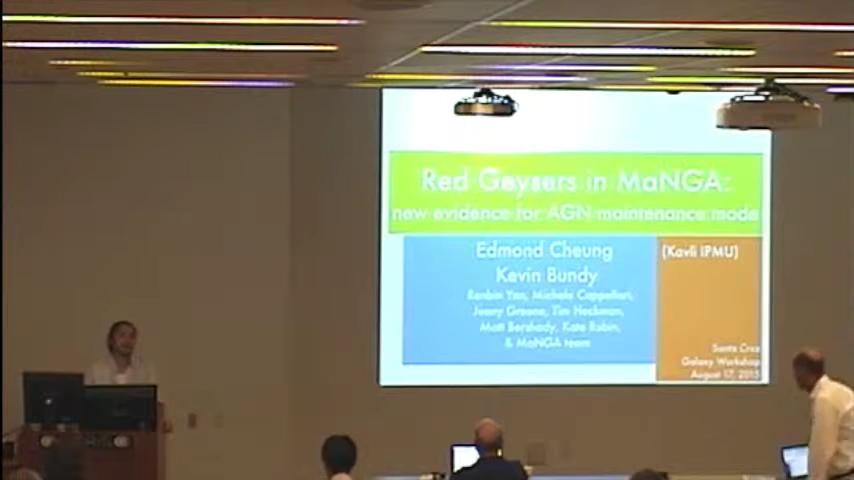 Red Geysers in MaNGA:
new evidence for AGN maintenance mode
Edmond Cheung
Kevin Bundy
(Kavli IPMU)
Renbin Yan, Michele Cappellari,
Jenny Greene, Tim Heckman,
Matt Bershady, Kate Rubin,
& MaNGA team
Santa Cruz
Galaxy Workshop
August 17, 2015